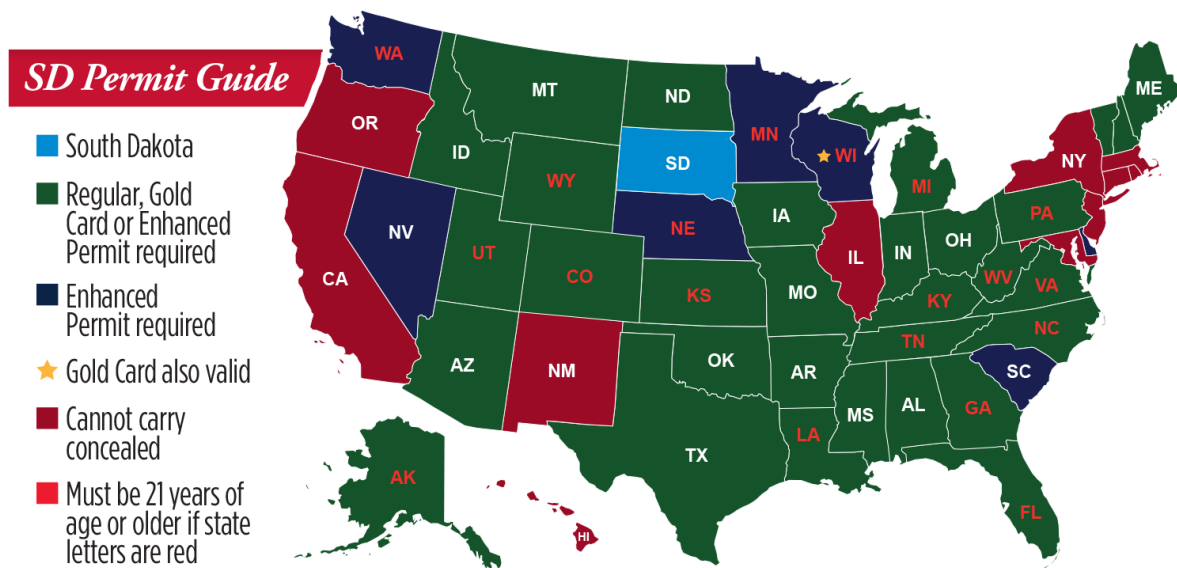 SD Permit Guide
South Dakota
Regular, Gold
Card or Enhanced
Permit required
Enhanced
Permit required
Gold Card also valid
Cannot carry
concealed
Must be 21 years of
age or older if state
letters are red
WA
MT
ND
MN
ME
OR
ID
SD
WI
NY
WY
MI
IA
PA
NV
NE
UT
IL
IN
OH
CA
CO
KS
MO
KY
WV
VA
TN
NC
AZ
NM
OK
AR
SC
MS
AL
GA
TX
LA
AK
FL
HI